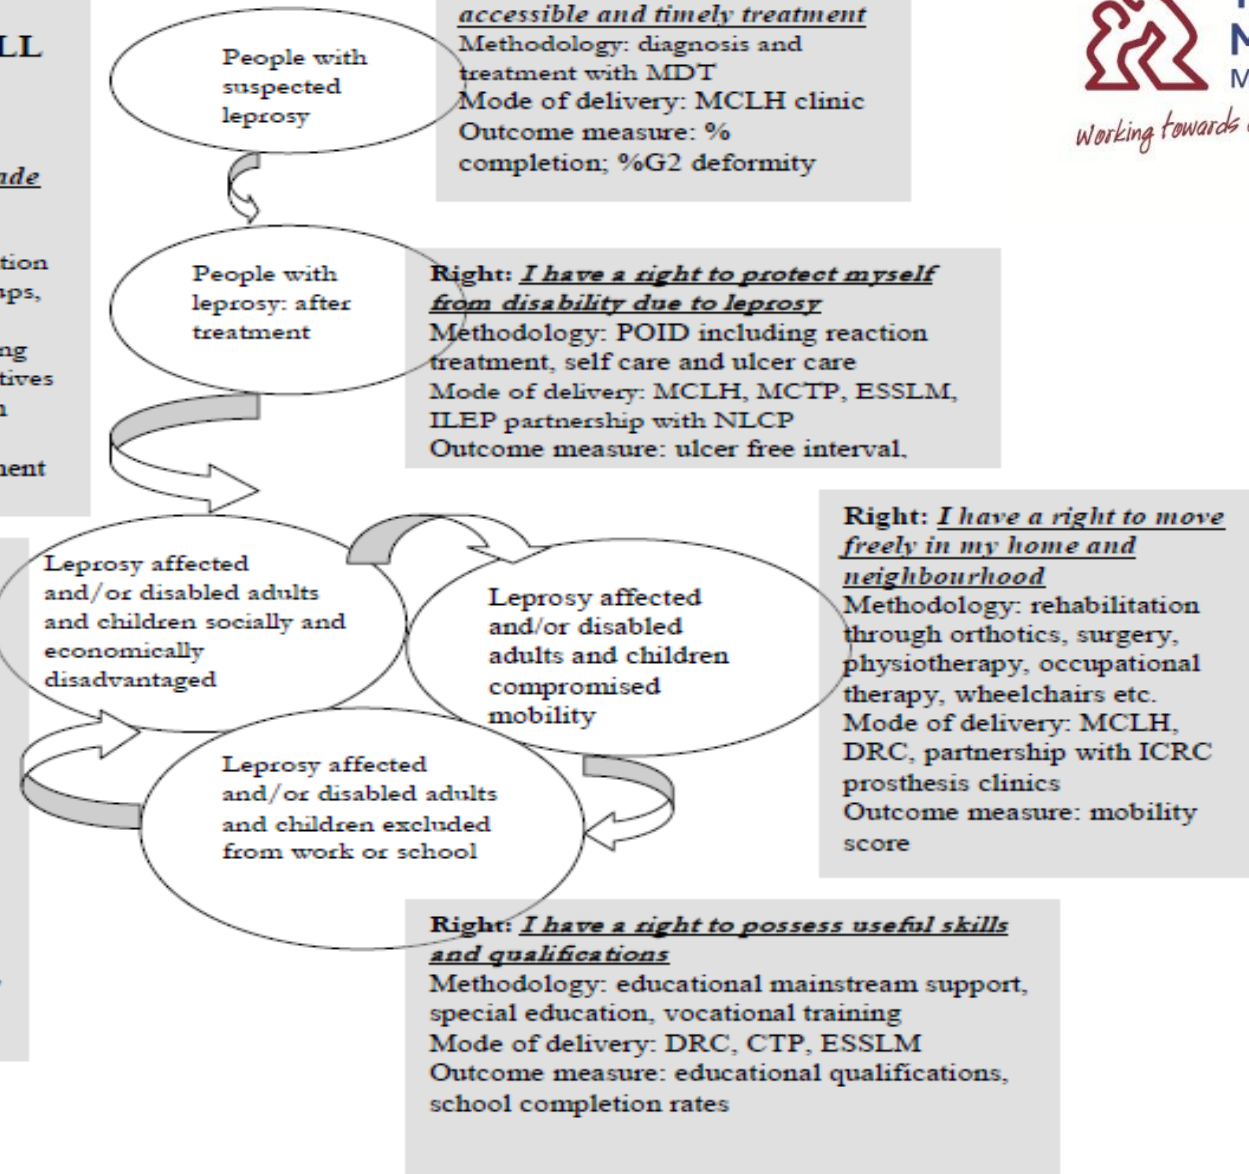 LL
ade
tion
ups,
ng
tives
n
nent
People with
suspected
leprosy
accessible and timely treatment
Methodology: diagnosis and
treatment with MDT
Mode of delivery: MCLH clinic
Outcome measure: %
completion; %G2 deformity
working towards
People with
leprosy: after
treatment
Right: I have a right to protect myself
from disability due to leprosy
Methodology: POID including reaction
treatment, self care and ulcer care
Mode of delivery: MCLH, MCTP, ESSLM,
ILEP partnership with NLCP
Outcome measure: ulcer free interval,
Leprosy affected
and/or disabled adults
and children socially and
economically
disadvantaged
Leprosy affected
and/or disabled
adults and children
compromised
mobility
Right: I have a right to move
freely in my home and
neighbourhood
Methodology: rehabilitation
through orthotics, surgery,
physiotherapy, occupational
therapy, wheelchairs etc.
Mode of delivery: MCLH,
DRC, partnership with ICRC
prosthesis clinics
Outcome measure: mobility
score
Leprosy affected
and/or disabled adults
and children excluded
from work or school
Right: I have a right to possess useful skills
and qualifications
Methodology: educational mainstream support,
special education, vocational training
Mode of delivery: DRC, CTP, ESSLM
Outcome measure: educational qualifications,
school completion rates